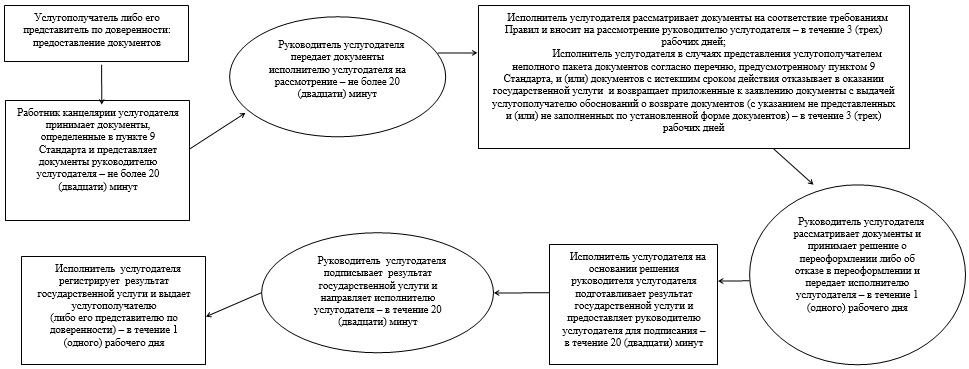 Услугополучатель либо его
представитель по доверенности:
предоставление документов
Работник канцелярии услугодателя
принимает документы,
определенные в пункте 9
Стандарта и представляет
документы руководителю
услугодателя – не более 20
(двадцати) минут
Руководитель услугодателя
передает документы
исполнителю услугодателя на
рассмотрение – не более 20
(двадцати) минут
Исполнитель услугодателя рассматривает документы на соответствие требованиям
Правил и вносит на рассмотрение руководителю услугодателя – в течение 3 (трех)
рабочих дней;
Исполнитель услугодателя в случаях представления услугополучателем
неполного пакета документов согласно перечню, предусмотренному пунктом 9
Стандарта, и (или) документов с истекшим сроком действия отказывает в оказании
государственной услуги и возвращает приложенные к заявлению документы с выдачей
услугополучателю обоснований о возврате документов (с указанием не представленных
и (или) не заполненных по установленной форме документов) – в течение 3 (трех)
рабочих дней
Руководитель услугодателя
рассматривает документы и
принимает решение о
переоформлении либо об
отказе в переоформлении и
передает исполнителю
услугодателя – в течение 1
(одного) рабочего дня
Исполнитель услугодателя на
основании решения
руководителя услугодателя
подготавливает результат
государственной услуги и
предоставляет руководителю
услугодателя для подписания –
в течение 20 (двадцати) минут
Руководитель услугодателя
подписывает результат
государственной услуги и
направляет исполнителю
услугодателя – в течение 20
(двадцати) минут
Исполнитель услугодателя
регистрирует результат
государственной услуги и выдает
услугополучателю
(либо его представителю по
доверенности) – в течение 1
(одного) рабочего дня